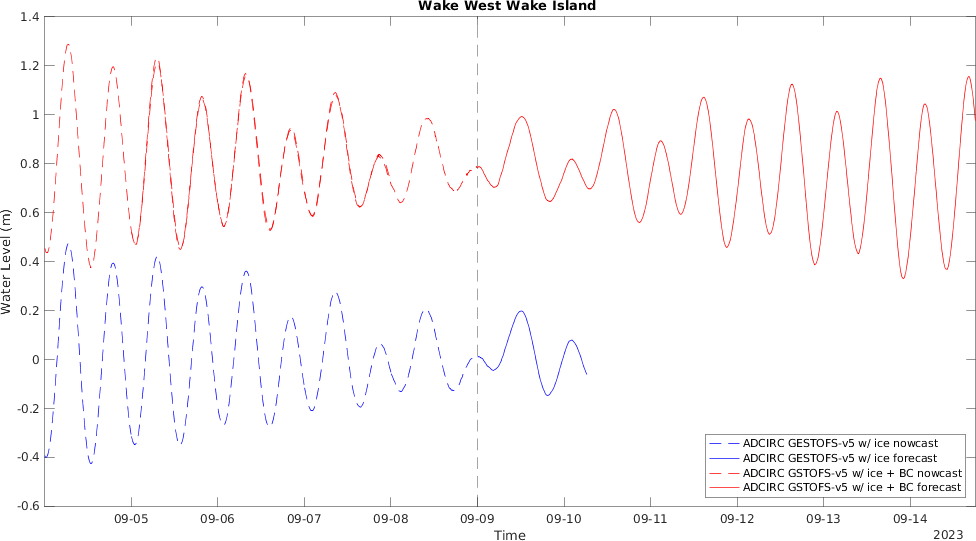 Wake West Wake Island
1.4
1.2
1
0.8
0.6
0.4
0.2
0
-0.2
-0.4
-0.6
Water Level (m)
ADCIRC GESTOFS-v5 w/ ice nowcast
ADCIRC GESTOFS-v5 w/ ice forecast
ADCIRC GSTOFS-v5 w/ ice + BC nowcast
ADCIRC GSTOFS-v5 w/ ice + BC forecast
09-05 09-06 09-07 09-08 09-09 09-10 09-11 09-12 09-13 09-14
Time
2023